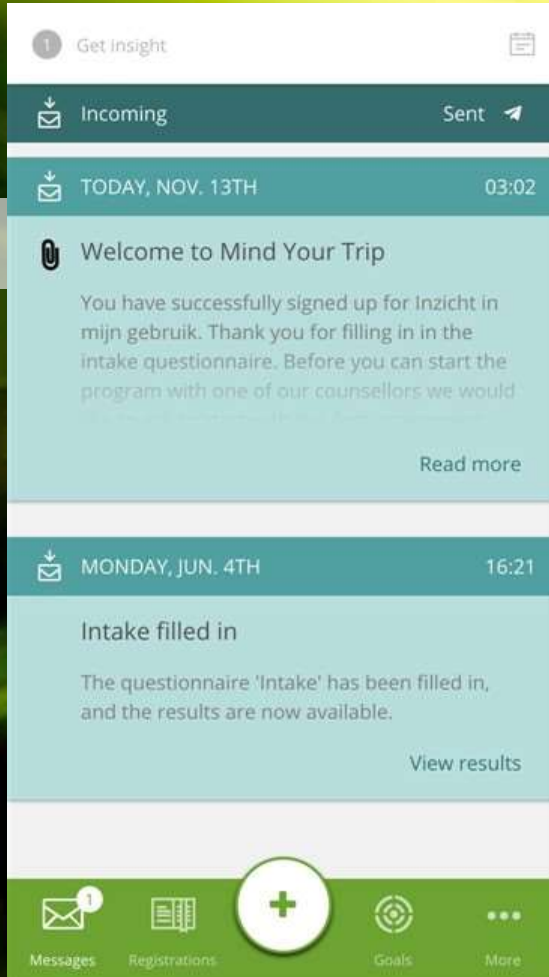 1 Get insight
Incoming Sent
TODAY, NOV. 13TH 03:02
Welcome to Mind Your Trip
You have successfully signed up for Inzicht in
mijn gebruik. Thank you for filling in in the
intake questionnaire. Before you can start the
program with one of our counsellors we would
Read more
MONDAY, JUN. 4TH 16:21
Intake filled in
The questionnaire 'Intake' has been filled in,
and the results are now available.
View results
1
Messages Registrations Goals More